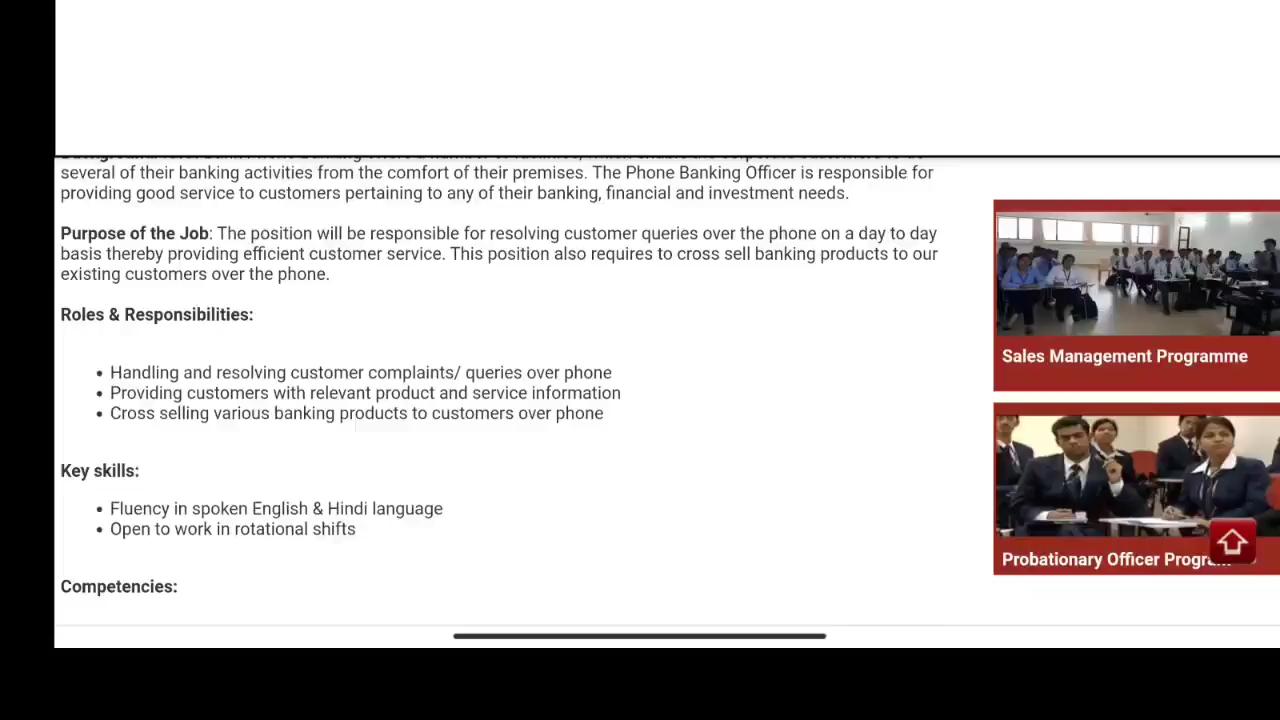 several of their banking activities from the comfort of their premises. The Phone Banking Officer is responsible for
providing good service to customers pertaining to any of their banking, financial and investment needs.
Purpose of the Job: The position will be responsible for resolving customer queries over the phone on a day to day
basis thereby providing efficient customer service. This position also requires to cross sell banking products to our
existing customers over the phone.
Roles & Responsibilities:
• Handling and resolving customer complaints/ queries over phone
• Providing customers with relevant product and service information
• Cross selling various banking products to customers over phone
Key skills:
• Fluency in spoken English & Hindi language
• Open to work in rotational shifts
Competencies:
Sales Management Programme
Probationary Officer